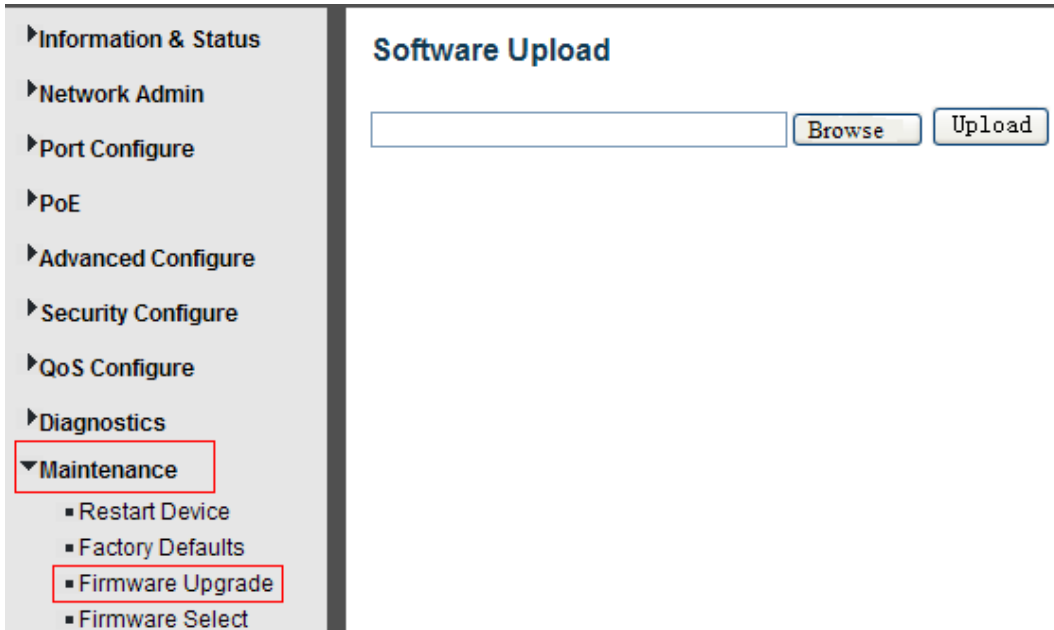 Information & Status
Network Admin
Port Configure
PoE
Advanced Configure
Security Configure
QoS Configure
Diagnostics
Maintenance
Restart Device
Factory Defaults
Firmware Upgrade
Firmware Select
Software Upload
Browse
Upload